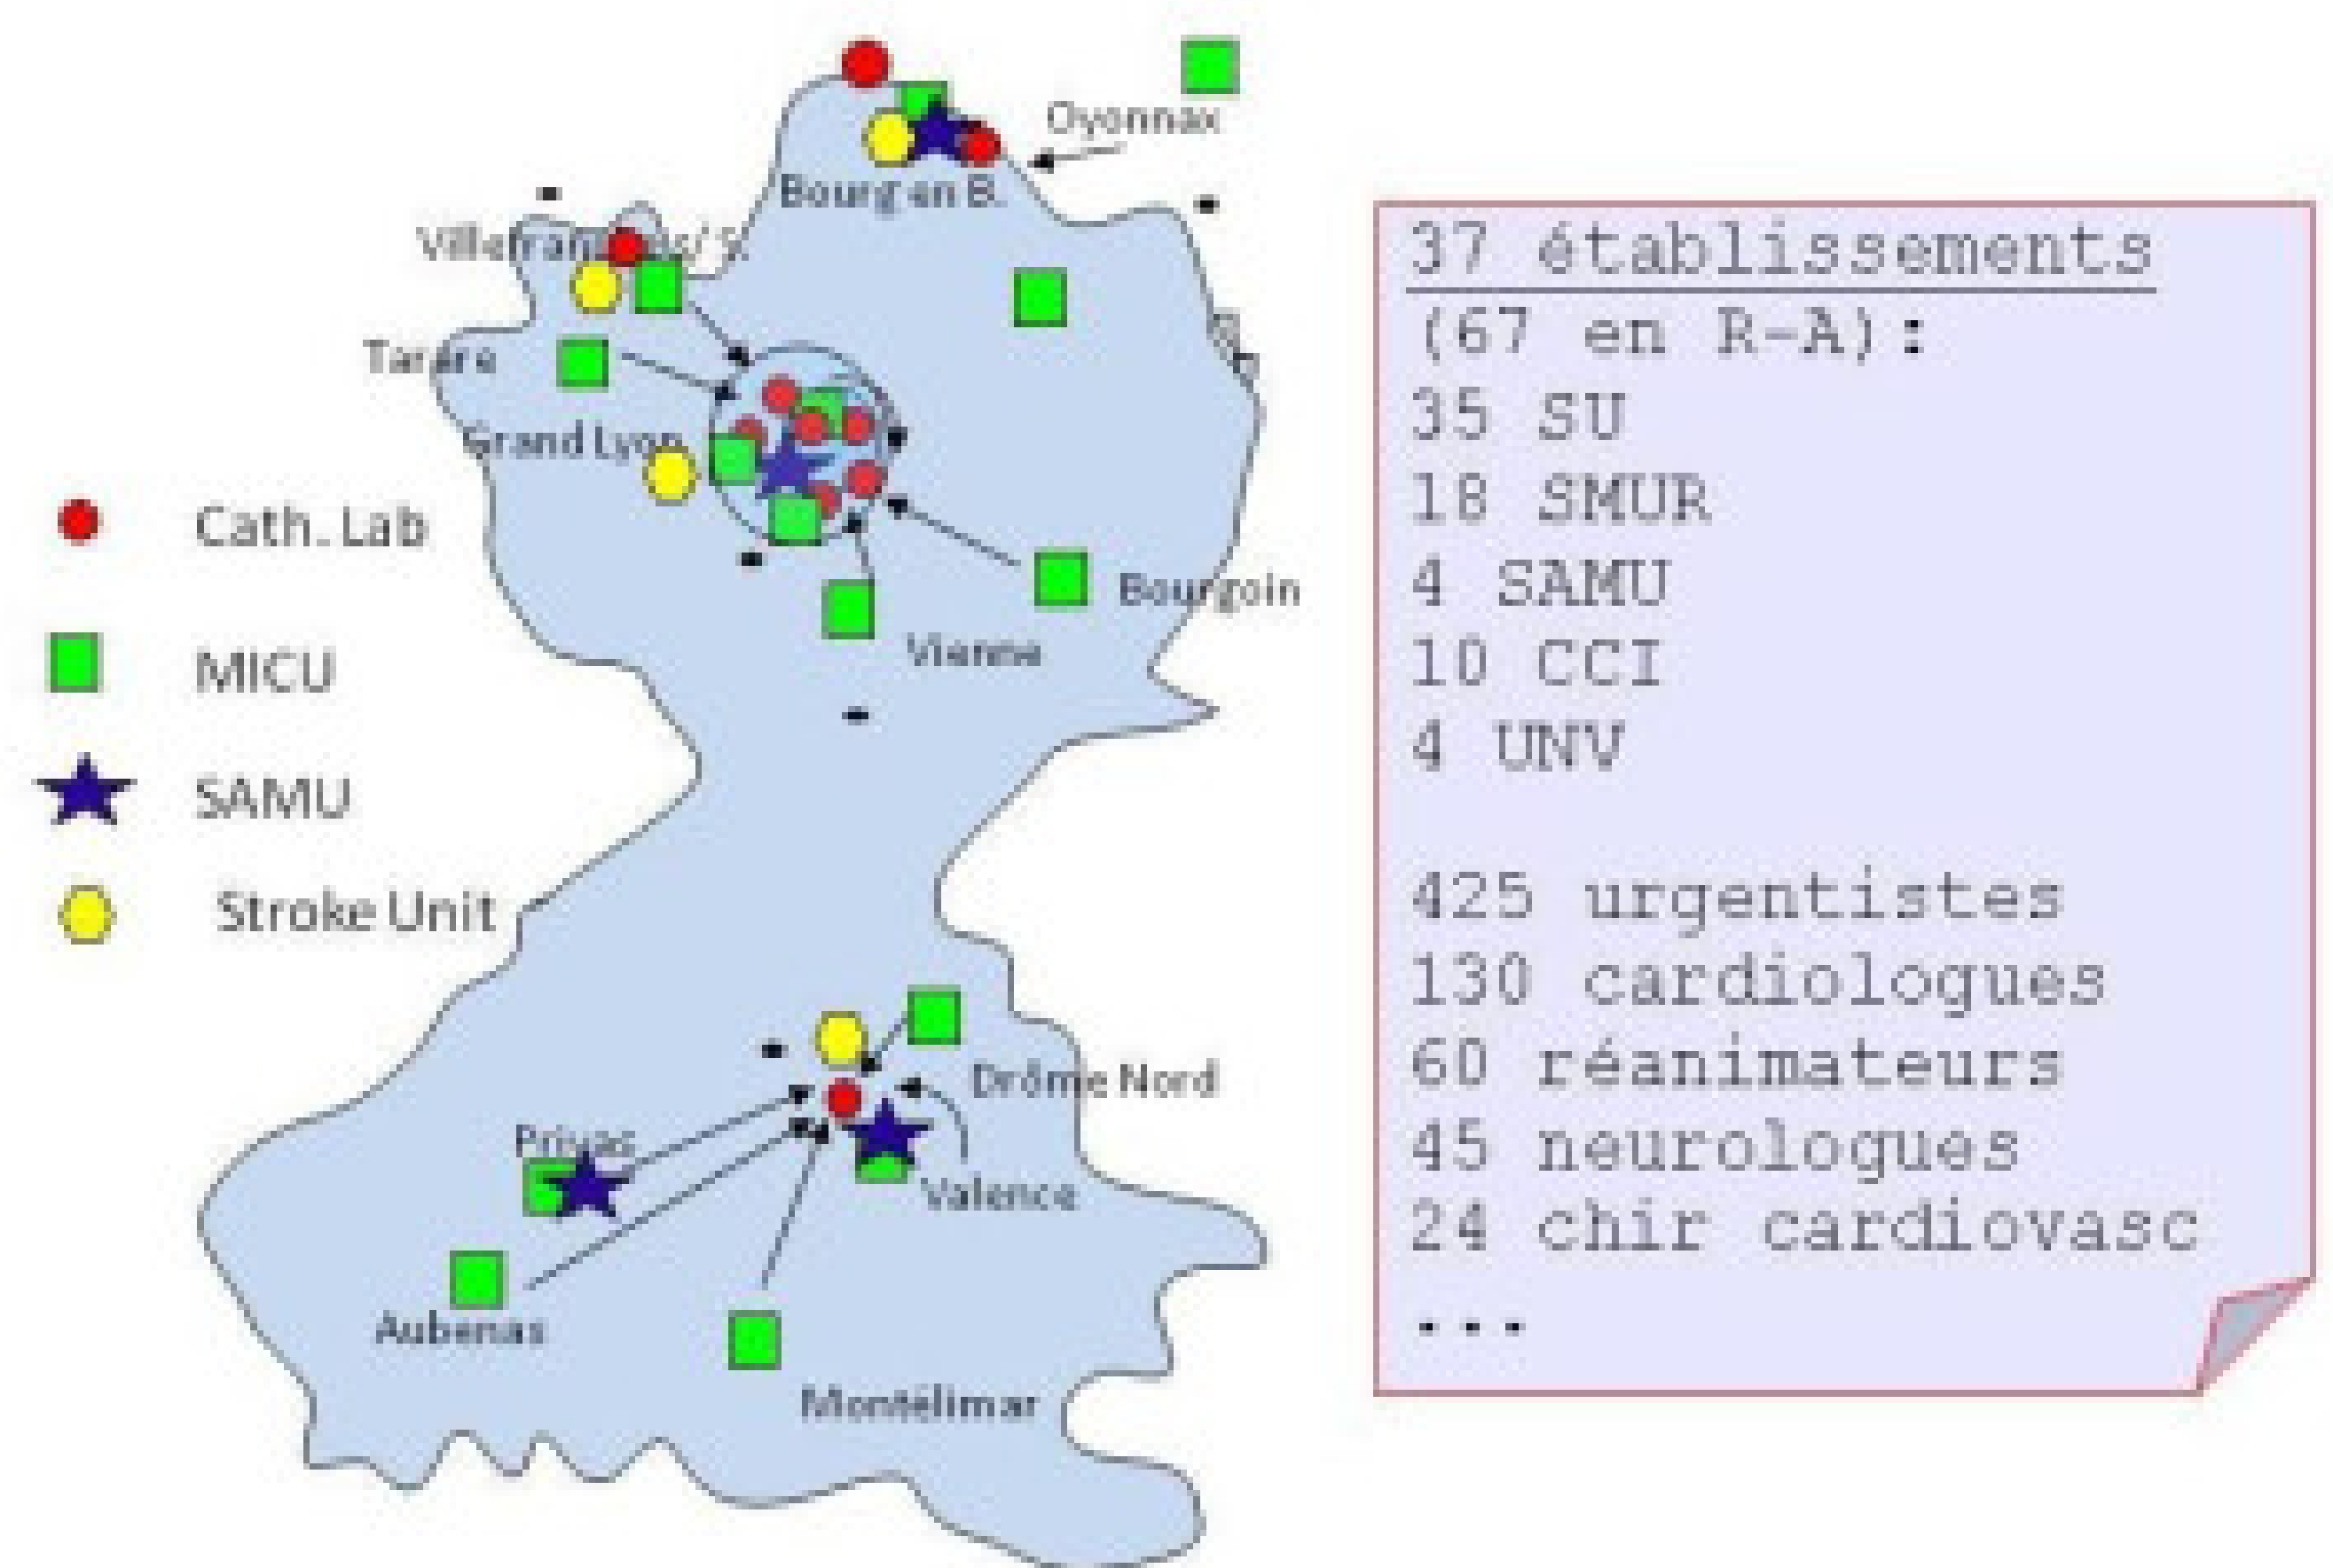 Oyonnax
Bourg en B.
Tarare
Grand Lyon
Cath. Lab
Bourgoin
Vienne
MICU
SAMU
Stroke Unit
Drôme Nord
Privas
Valence
Aubenas
Montélimar
37 établissements
(67 en R-A):
35 SU
18 SMUR
4 SAMU
10 CCI
4 UNV
425 urgentistes
130 cardiologues
60 réanimateurs
45 neurologues
24 chir cardiovasc
...